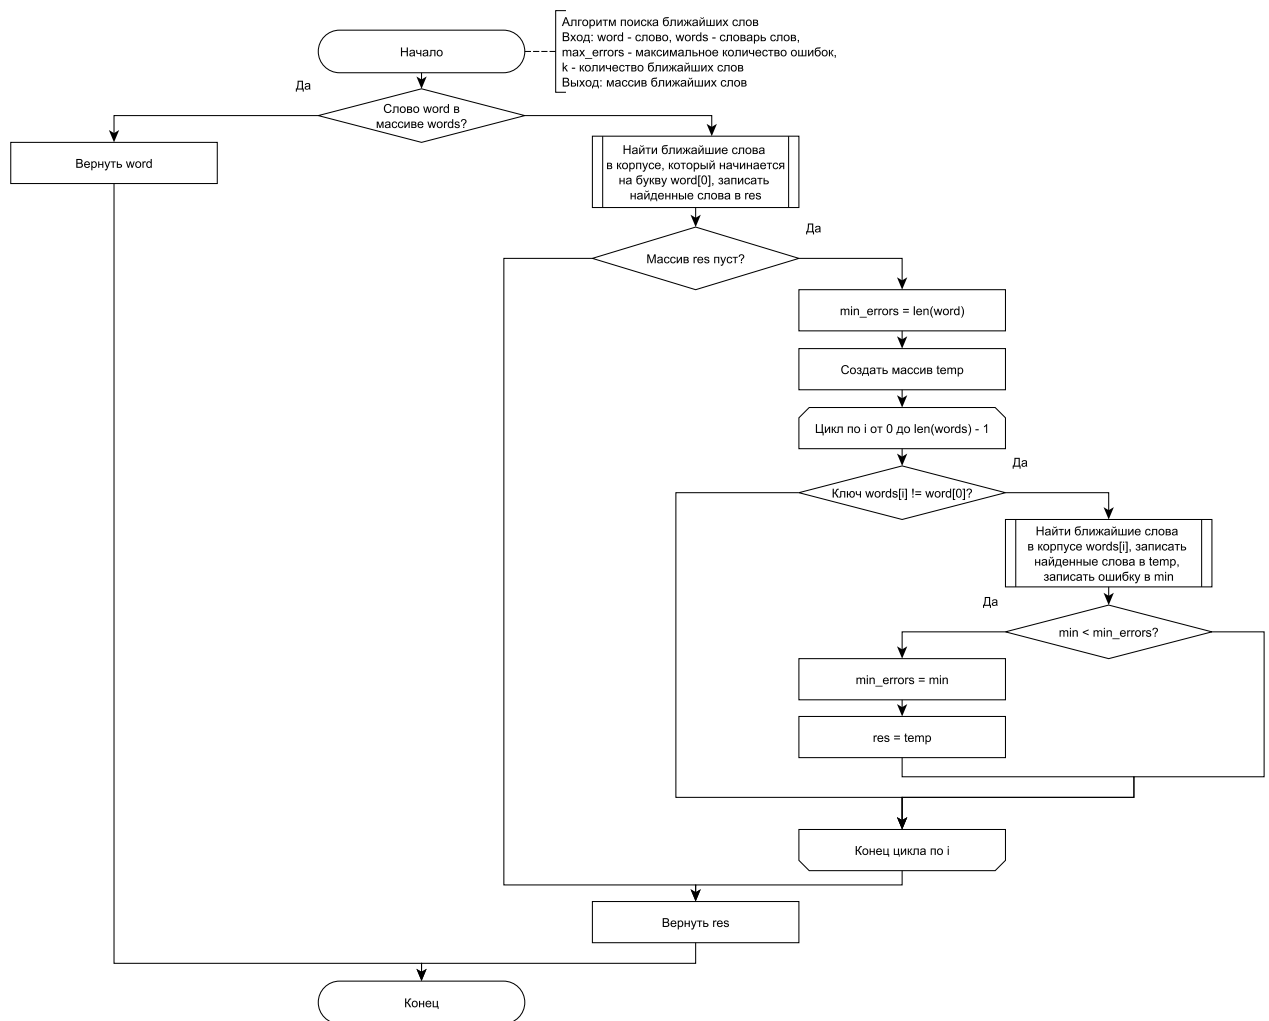 Алгоритм поиска ближайших слов
Вход: word - слово, words - словарь слов,
max_errors - максимальное количество ошибок,
k - количество ближайших слов
Выход: массив ближайших слов
Начало
Да
Слово word в
массиве words?
Вернуть word
Найти ближайшие слова
в корпусе, который начинается
на букву word[0], записать
найденные слова в res
Да
Массив res пуст?
min_errors = len(word)
Создать массив temp
Цикл по i от 0 до len(words) - 1
Да
Ключ words[i] != word[0]?
Найти ближайшие слова
в корпусе words[i], записать
найденные слова в temp,
записать ошибку в min
Да
min < min_errors?
min_errors = min
res = temp
Конец цикла по i
Вернуть res
Конец